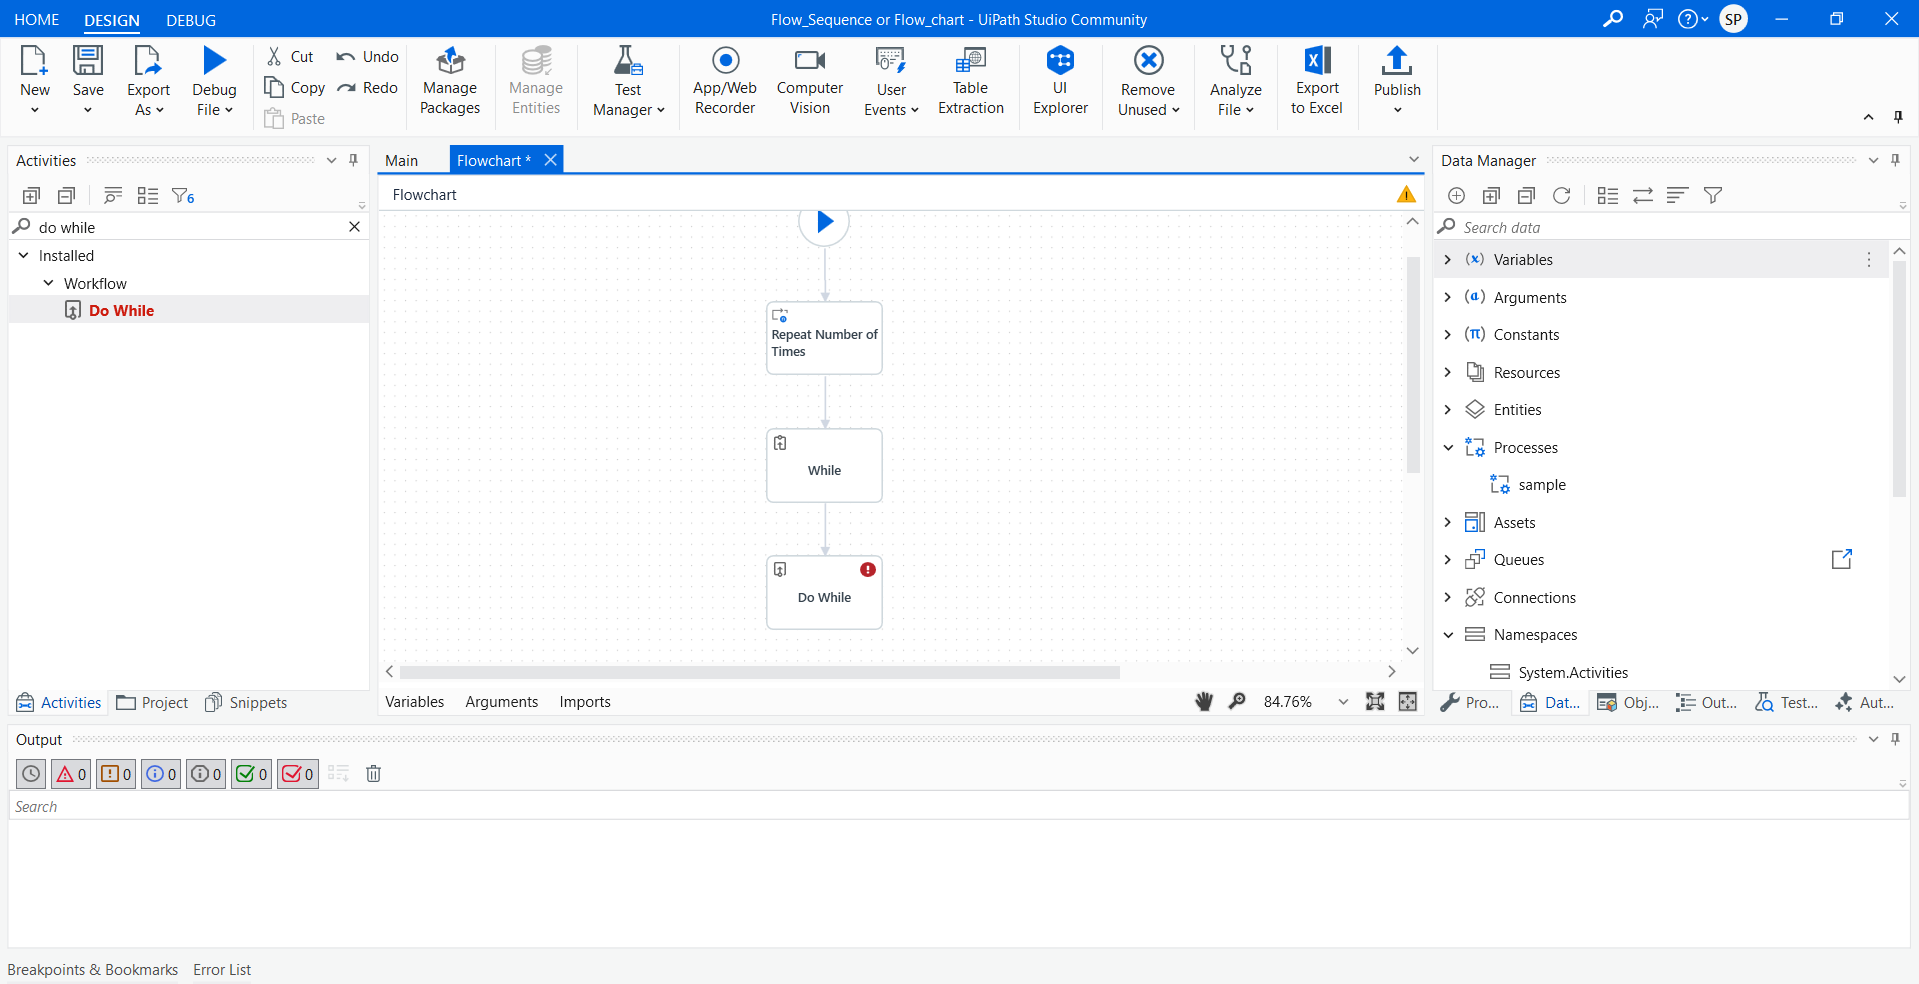 HOME DESIGN DEBUG
Flow_Sequence or Flow_chart - UiPath Studio Community
SP
New
Save
Export
As
Debug
File
Cut
Copy
Paste
Undo
Redo
Manage
Packages
Manage
Entities
Test
Manager
App/Web
Recorder
Computer
Vision
User
Events
Table
Extraction
UI
Explorer
Remove
Unused
Analyze
File
Export
to Excel
Publish
Activities
6
do while
Installed
Workflow
Do While
Activities
Project
Snippets
Main
Flowchart *
Flowchart
Repeat Number of
Times
While
Do While
Variables
Arguments
Imports
84.76%
Data Manager
Search data
Variables
Arguments
Constants
Resources
Entities
Processes
sample
Assets
Queues
Connections
Namespaces
System.Activities
Pro...
Dat...
Obj...
Out...
Test...
Aut...
Output
0
0
0
0
0
0
Search
Breakpoints & Bookmarks
Error List